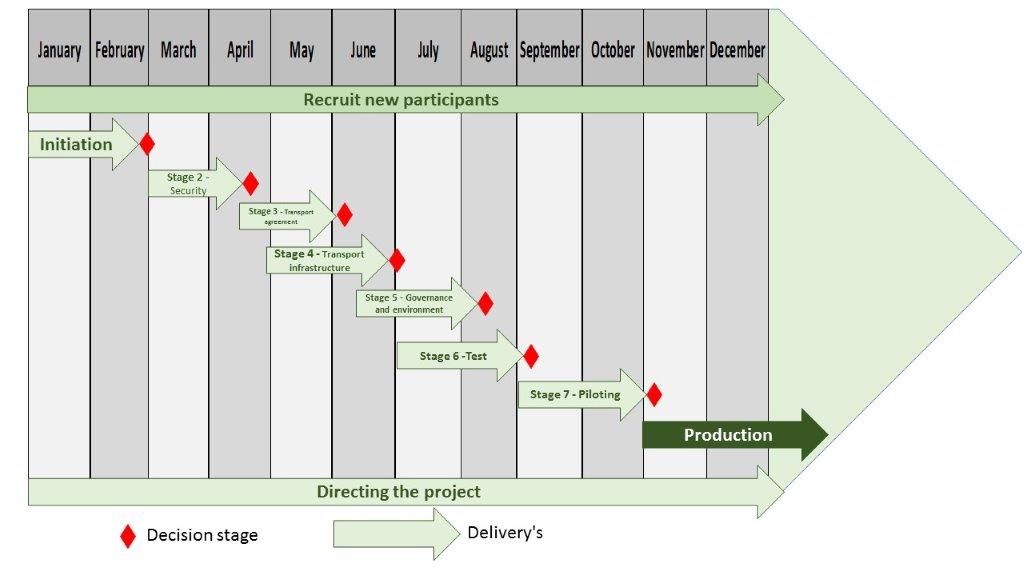 January February March April May June July August September October November December
Recruit new participants
Initiation
Stage 2 -
Security
Stage 3 - Transport
agreement
Stage 4 - Transport
infrastructure
Stage 5 - Governance
and environment
Stage 6 -Test
Stage 7 - Piloting
Production
Directing the project
Decision stage
Delivery's